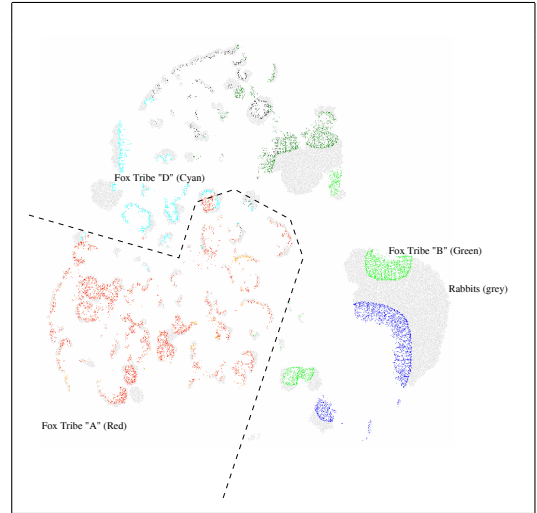 Fox Tribe "D" (Cyan)
Fox Tribe "B" (Green)
Rabbits (grey)
Fox Tribe "A" (Red)